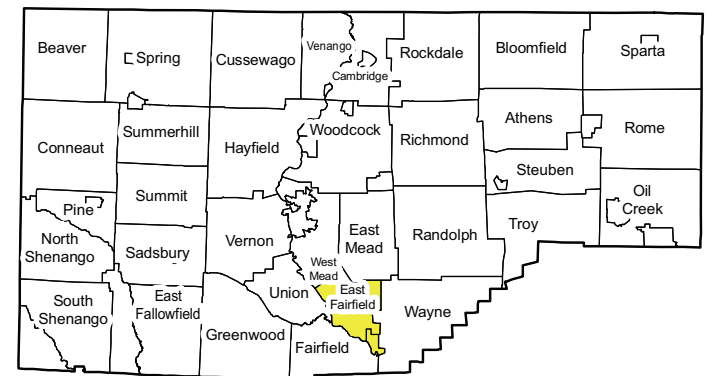 Beaver
Spring
Cussewago
Venango
Cambridge
Rockdale
Bloomfield
Sparta
Conneaut
Summerhill
Hayfield
Woodcock
Richmond
Athens
Rome
Steuben
Pine
Summit
Oil
Creek
North
Shenango
Sadsbury
Vernon
East
Mead
Randolph
Troy
West
Mead
South
Shenango
East
Fallowfield
Union
East
Fairfield
Wayne
Greenwood
Fairfield